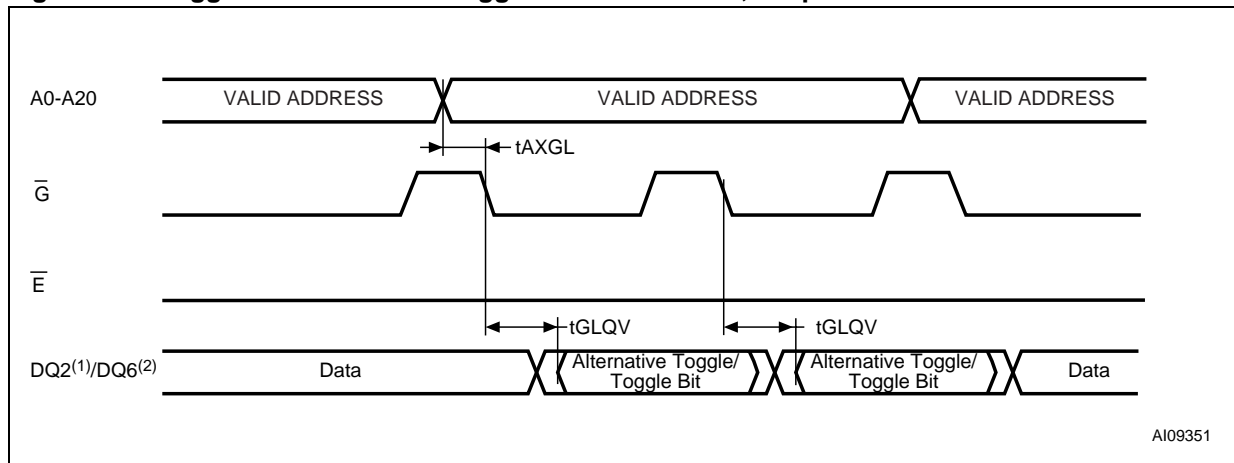 A0-A20 VALID ADDRESS VALID ADDRESS VALID ADDRESS
tAXGL
G
E
tGLQV tGLQV
DQ2(1)/DQ6(2) Data Alternative Toggle/ Toggle Bit Alternative Toggle/ Toggle Bit Data
AI09351